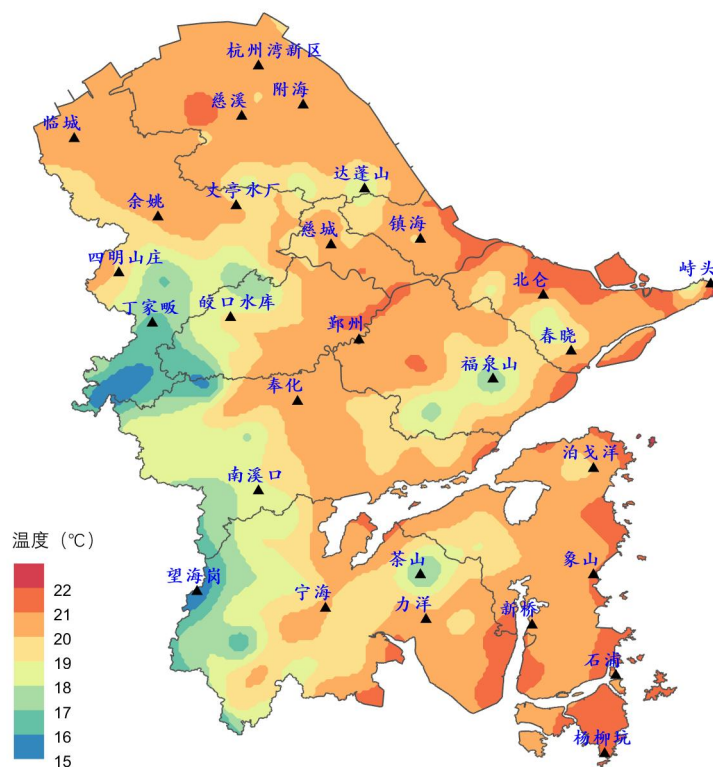 杭州湾新区
附海
慈溪
临城
达蓬山
丈亭水厂
余姚
慈城
镇海
四明山庄
北仑
峙头
丁家畈
皎口水库
鄞州
春晓
福泉山
奉化
泊戈洋
南溪口
温度（℃）
22
21
20
19
18
17
16
15
望海岗
茶山
象山
宁海
力洋
新桥
石浦
杨柳坑